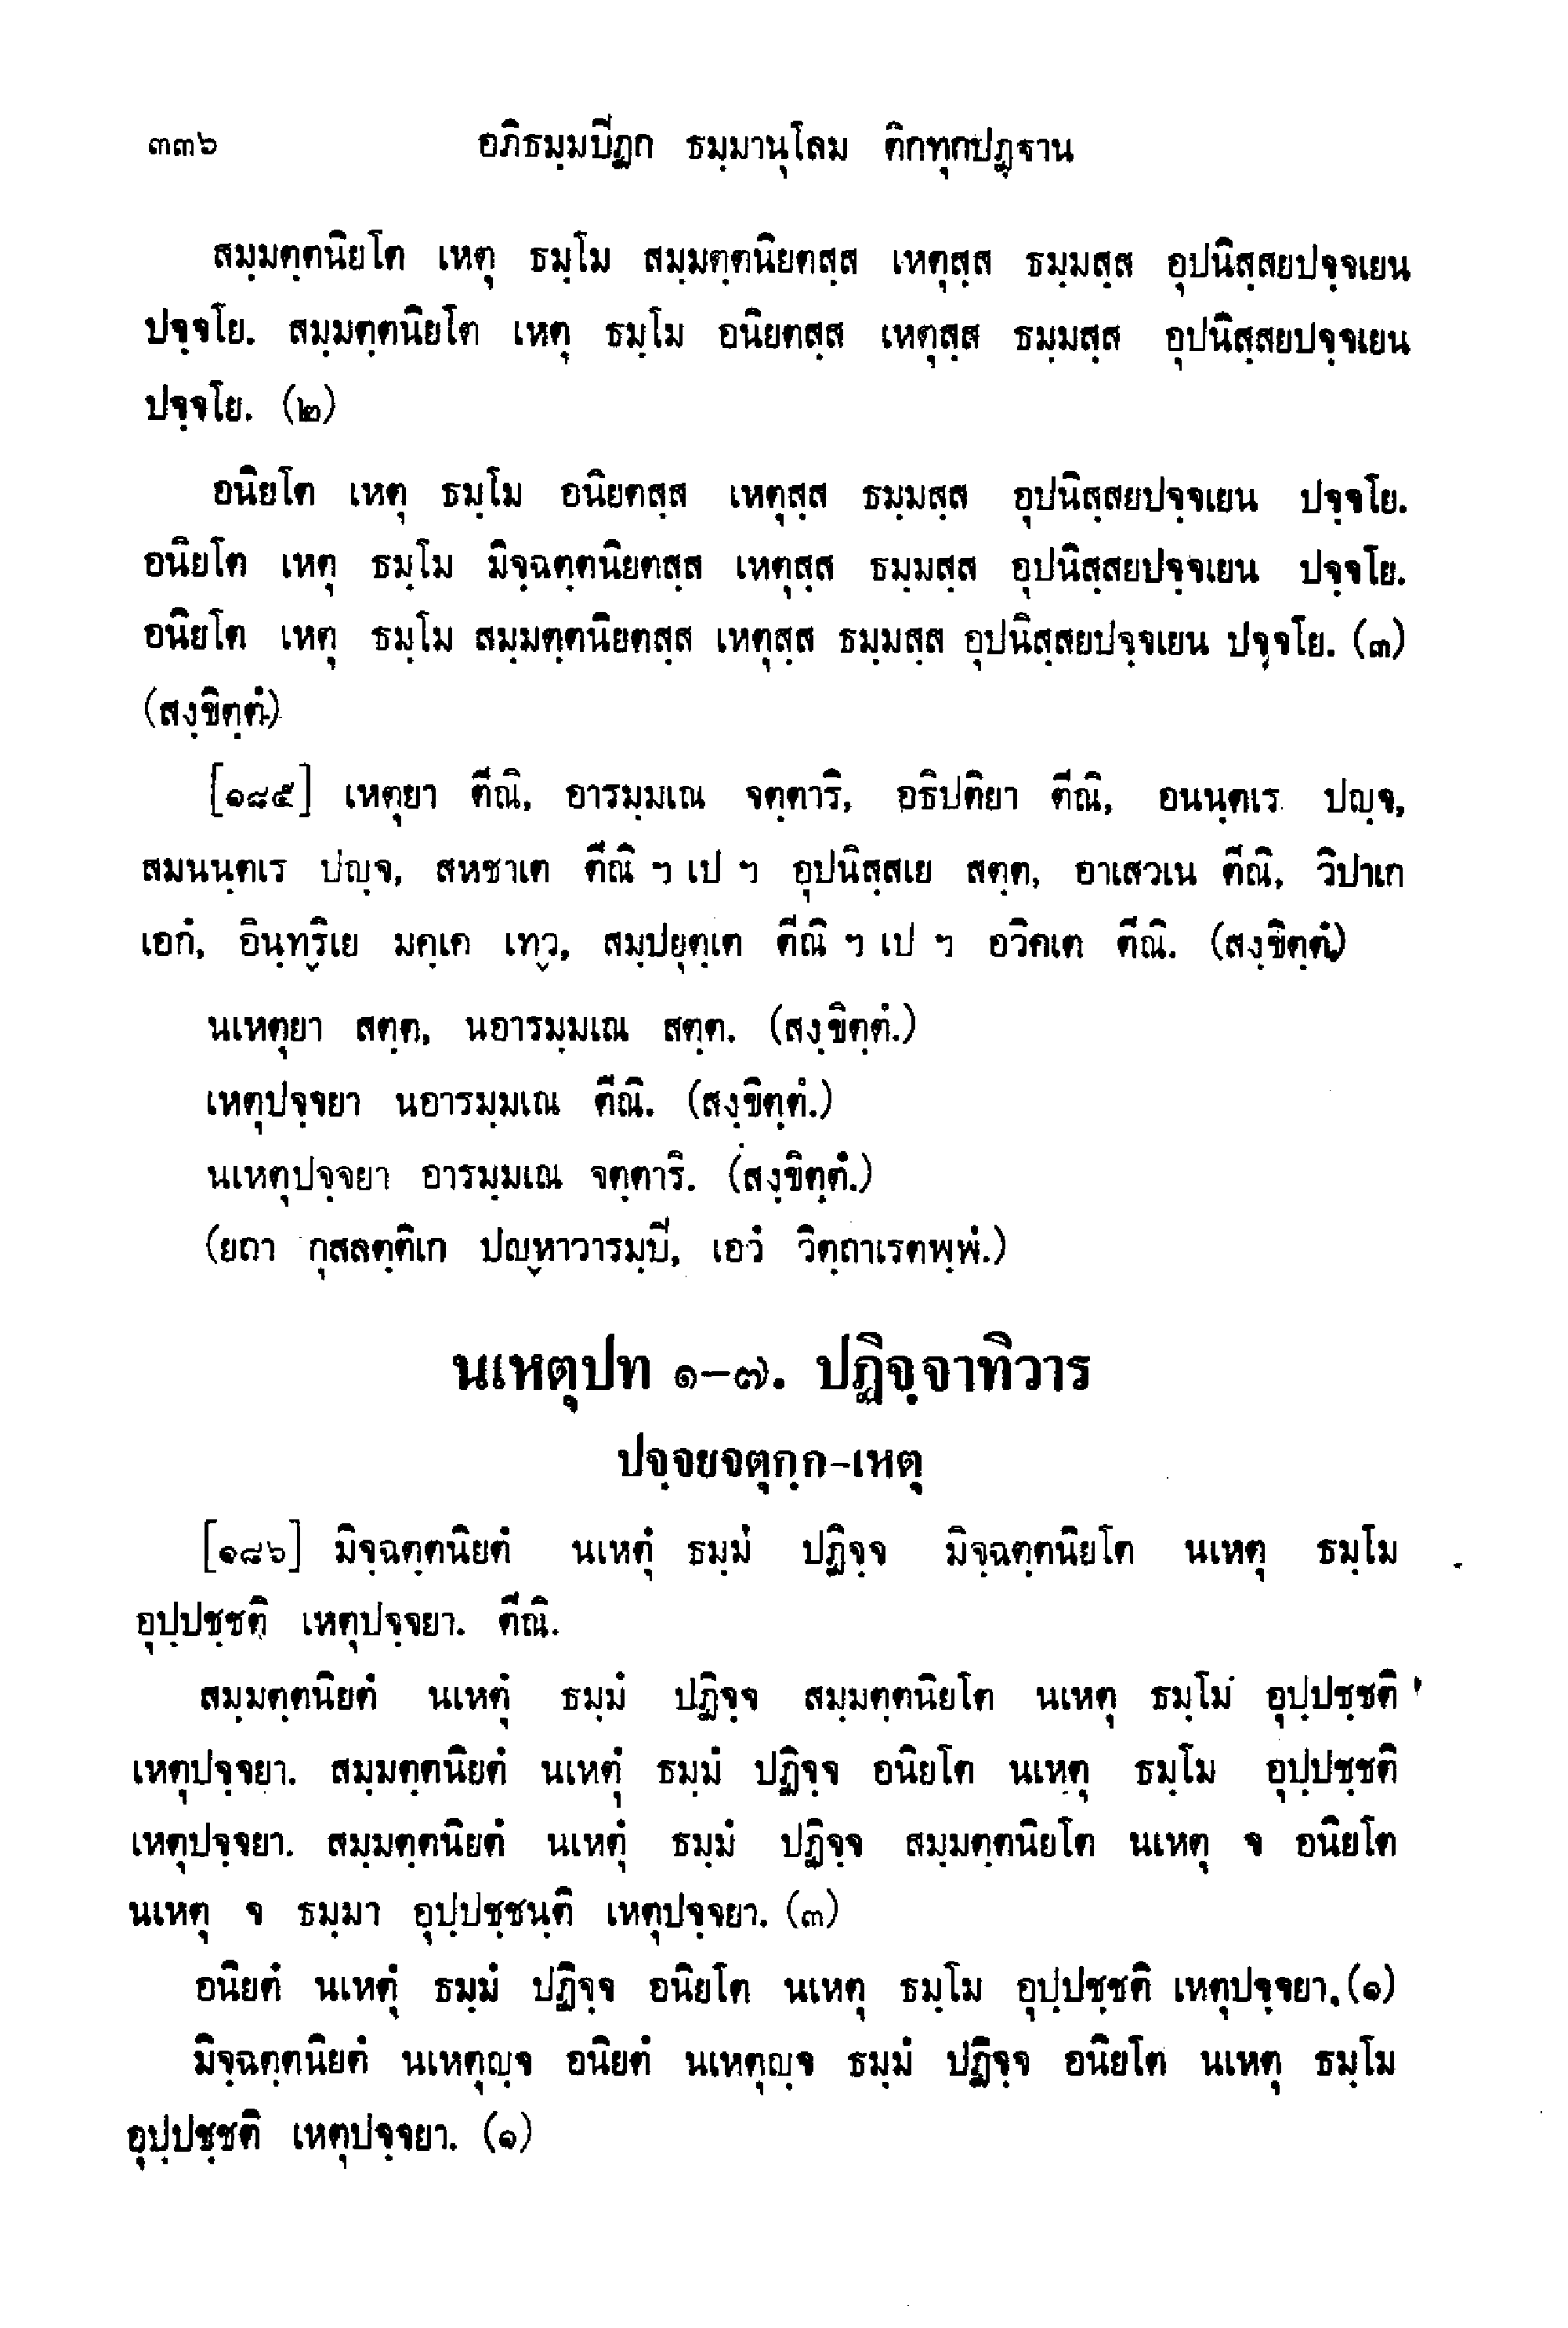 ๓๓๖ อภิธมฺมปีฏก ธมฺมานุโลม ติกทุกปฏฺฐาน
สมฺมตฺตนิยโต เหตุ ธมฺโม สมฺมตฺตนิยตสฺส เหตุสฺส ธมฺมสฺส อุปนิสฺสยปจฺจเยน
ปจฺจโย. สมฺมตฺตนิยโต เหตุ ธมฺโม อนิยตสฺส เหตุสฺส ธมฺมสฺส อุปนิสฺสยปจฺจเยน
ปจฺจโย. (๒)
อนิยโต เหตุ ธมฺโม อนิยตสฺส เหตุสฺส ธมฺมสฺส อุปนิสฺสยปจฺจเยน ปจฺจโย.
อนิยโต เหตุ ธมฺโม มิจฺฉตฺตนิยตสฺส เหตุสฺส ธมฺมสฺส อุปนิสฺสยปจฺจเยน ปจฺจโย.
อนิยโต เหตุ ธมฺโม สมฺมตฺตนิยตสฺส เหตุสฺส ธมฺมสฺส อุปนิสฺสยปจฺจเยน ปจฺจโย. (๓)
(สงฺขิตฺตํ)
[๑๘๕] เหตุยา ตีณิ, อารมฺมเณ จตฺตาริ, อธิปติยา ตีณิ, อนนฺตเร ปญฺจ,
สมนนฺตเร ปญฺจ, สหชาเต ตีณิ ฯ เป ฯ อุปนิสฺสเย สตฺต, อาเสวเน ตีณิ, วิปาเก
เอกํ, อินฺทฺริเย มคฺเค เทฺว, สมฺปยุตฺเต ตีณิ ฯ เป ฯ อวิคเต ตีณิ. (สงฺขิตฺตํ)
นเหตุยา สตฺต, นอารมฺมเณ สตฺต. (สงฺขิตฺตํ.)
เหตุปจฺจยา นอารมฺมเณ ตีณิ. (สงฺขิตฺตํ.)
นเหตุปจฺจยา อารมฺมเณ จตฺตาริ. (สงฺขิตฺตํ.)
(ยถา กุสลตฺติเก ปญฺหาวารมฺปิ, เอวํ วิตฺถาเรตพฺพํ.)
นเหตุปท ๑-๗. ปฏิจฺจาทิวาร
ปจฺจยจตุกฺก-เหตุ
[๑๘๖] มิจฺฉตฺตนิยตํ นเหตุํ ธมฺมํ ปฏิจฺจ มิจฺฉตฺตนิยโต นเหตุ ธมฺโม
อุปฺปชฺชติ เหตุปจฺจยา. ตีณิ.
สมฺมตฺตนิยตํ นเหตุํ ธมฺมํ ปฏิจฺจ สมฺมตฺตนิยโต นเหตุ ธมฺโม อุปฺปชฺชติ
เหตุปจฺจยา. สมฺมตฺตนิยตํ นเหตุํ ธมฺมํ ปฏิจฺจ อนิยโต นเหตุ ธมฺโม อุปฺปชฺชติ
เหตุปจฺจยา. สมฺมตฺตนิยตํ นเหตุํ ธมฺมํ ปฏิจฺจ สมฺมตฺตนิยโต นเหตุ จ อนิยโต
นเหตุ จ ธมฺมา อุปฺปชฺชนฺติ เหตุปจฺจยา. (๓)
อนิยตํ นเหตุํ ธมฺมํ ปฏิจฺจ อนิยโต นเหตุ ธมฺโม อุปฺปชฺชติ เหตุปจฺจยา. (๑)
มิจฺฉตฺตนิยตํ นเหตุญฺจ อนิยตํ นเหตุญฺจ ธมฺมํ ปฏิจฺจ อนิยโต นเหตุ ธมฺโม
อุปฺปชฺชติ เหตุปจฺจยา. (๑)